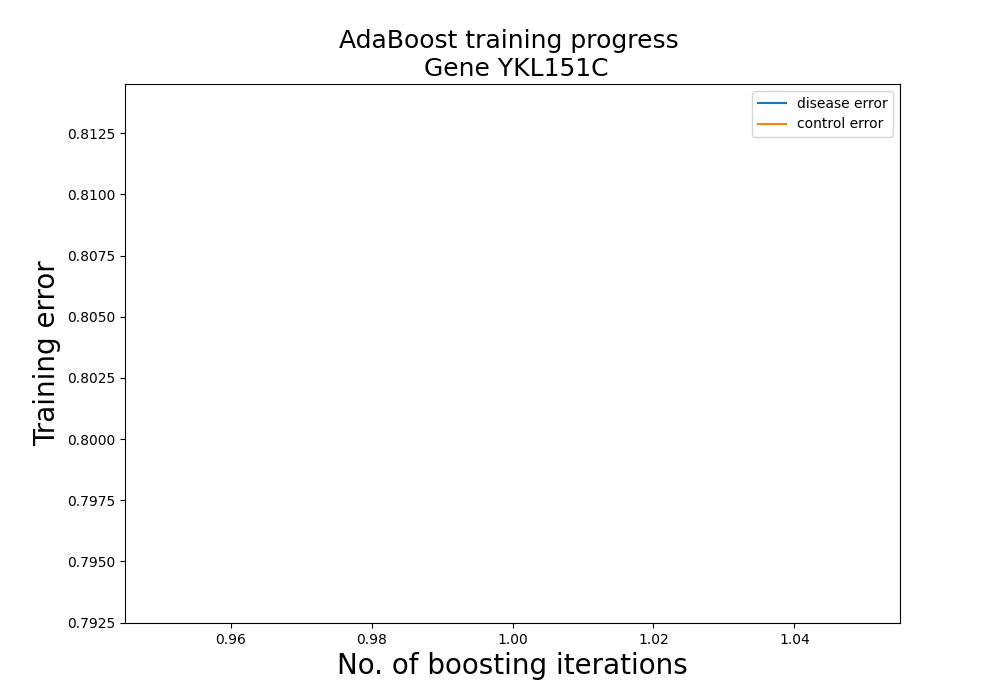 AdaBoost training progress
Gene YKL151C
disease error
control error
0.8125
0.8100
0.8075
0.8050
0.8025
0.8000
0.7975
0.7950
0.7925
Training error
0.96 0.98 1.00 1.02 1.04
No. of boosting iterations